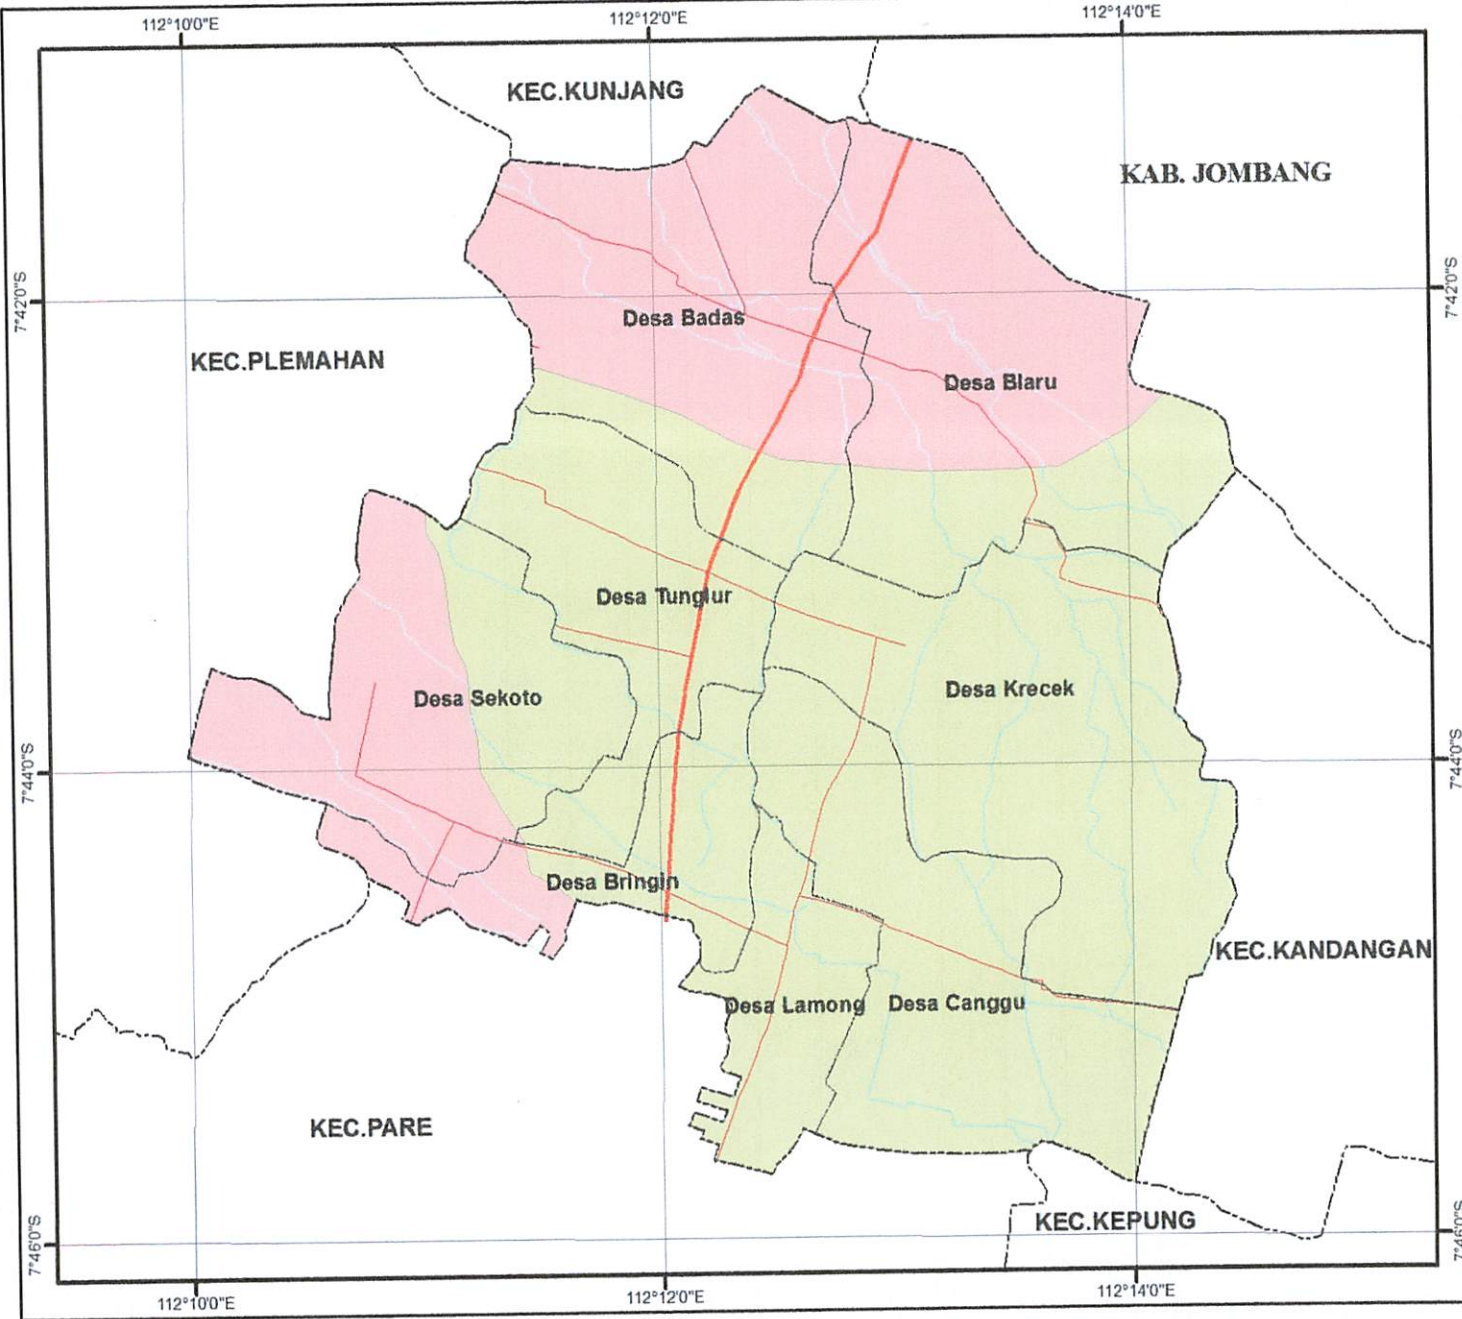 112°10'0"E
112°12'0"E
112°14'0"E
KEC.KUNJANG
KAB. JOMBANG
7°42'0"S
7°42'0"S
Desa Badas
KEC.PLEMAHAN
Desa Blaru
Desa Tunglur
Desa Sekoto
Desa Krecek
7°44'0"S
7°44'0"S
Desa Bringin
KEC.KANDANGAN
Desa Lamong
Desa Canggu
KEC.PARE
KEC.KEPUNG
7°46'0"S
7°46'0"S
112°10'0"E
112°12'0"E
112°14'0"E